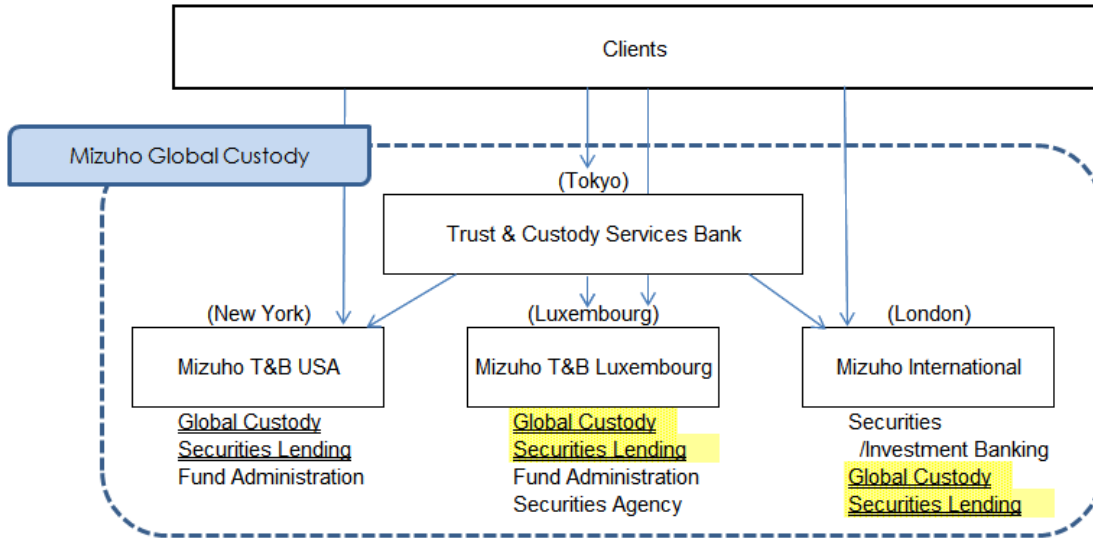 Clients
Mizuho Global Custody
(Tokyo)
Trust & Custody Services Bank
(New York)
(Luxembourg)
(London)
Mizuho T&B USA
Mizuho T&B Luxembourg
Mizuho International
Global Custody
Securities Lending
Fund Administration
Global Custody
Securities Lending
Fund Administration
Securities Agency
Securities
/Investment Banking
Global Custody
Securities Lending